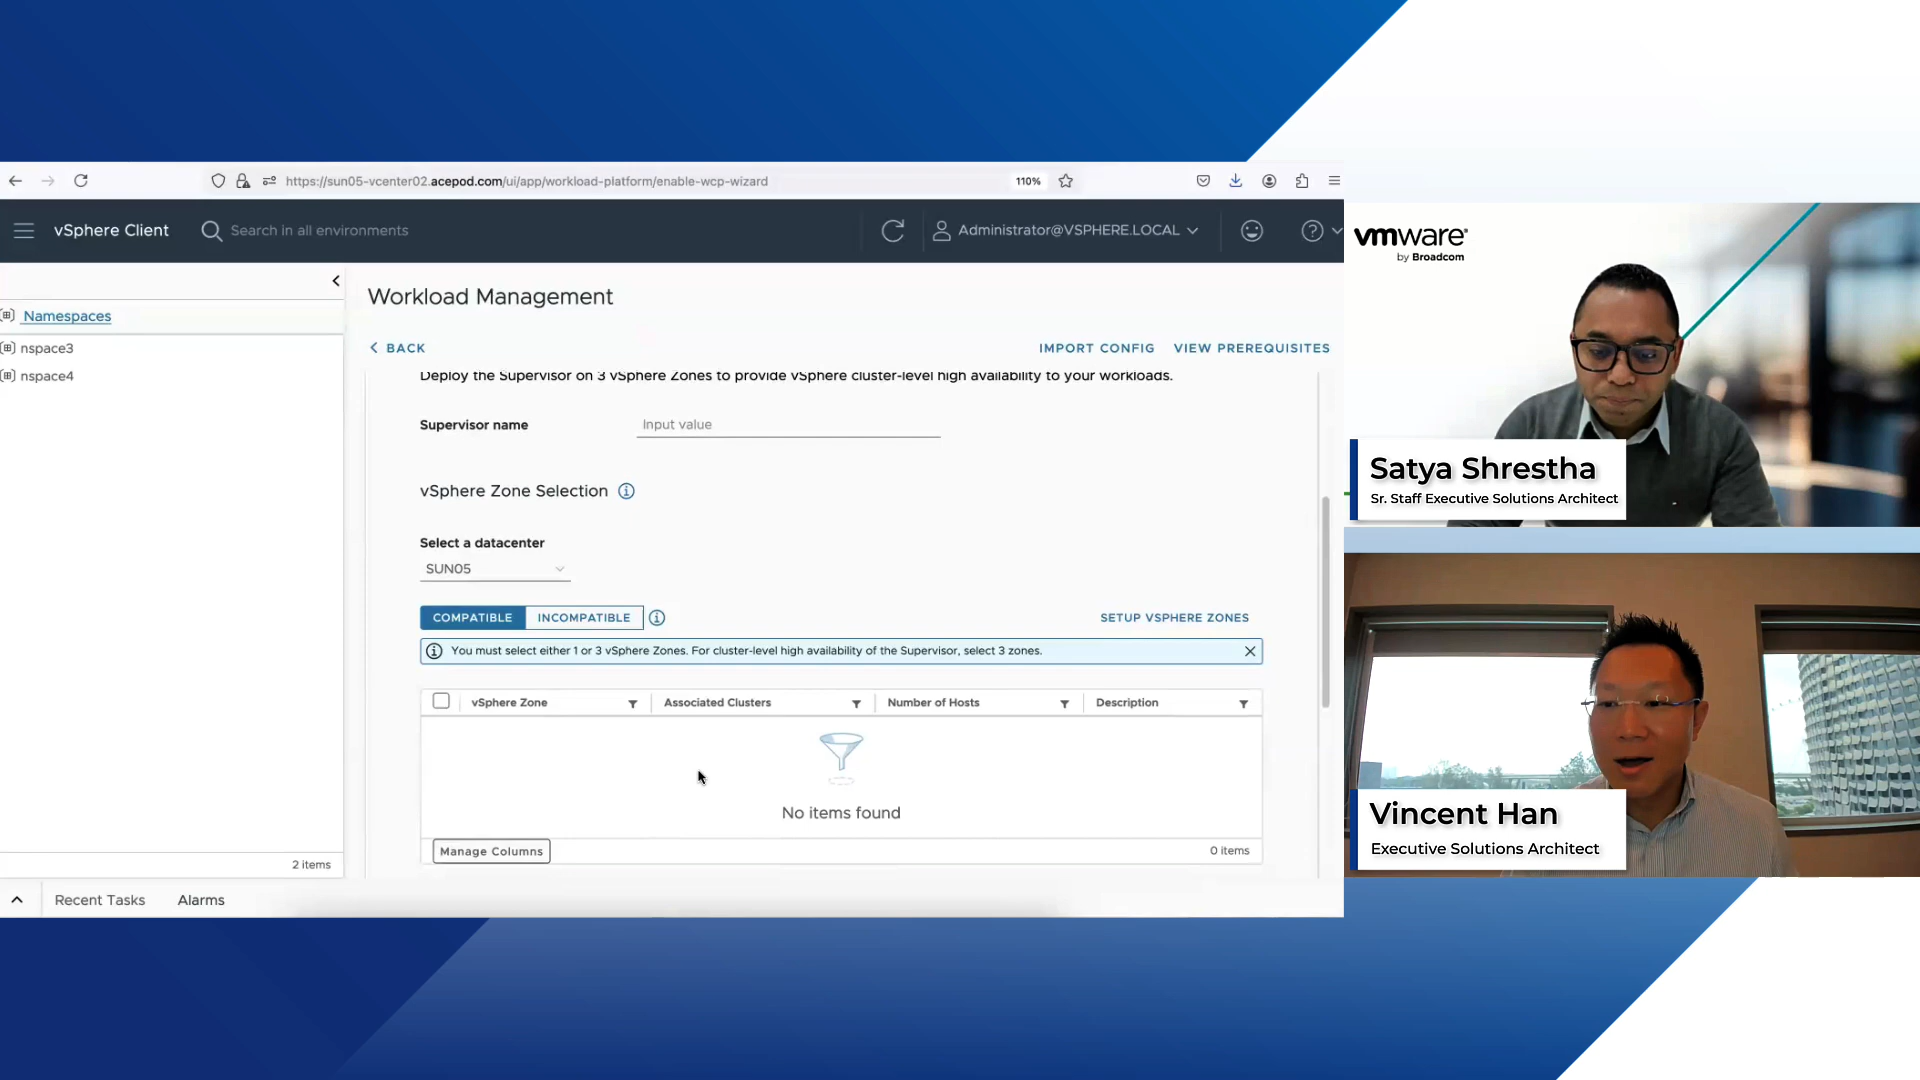 https://sun05-vcenter02.acepod.com/ui/app/workload-platform/enable-wcp-wizard
110%
vSphere Client
Search in all environments
Administrator@VSPHERE.LOCAL
Namespaces
nspace3
nspace4
2 items
Workload Management
BACK
IMPORT CONFIG
VIEW PREREQUISITES
Deploy the Supervisor on 3 vSphere Zones to provide vSphere cluster-level high availability to your workloads.
Supervisor name
Input value
vSphere Zone Selection
Select a datacenter
SUN05
COMPATIBLE
INCOMPATIBLE
SETUP VSPHERE ZONES
You must select either 1 or 3 vSphere Zones. For cluster-level high availability of the Supervisor, select 3 zones.
vSphere Zone
Associated Clusters
Number of Hosts
Description
No items found
Manage Columns
0 items
Recent Tasks
Alarms
vmware®
by Broadcom
Satya Shrestha
Sr. Staff Executive Solutions Architect
Vincent Han
Executive Solutions Architect